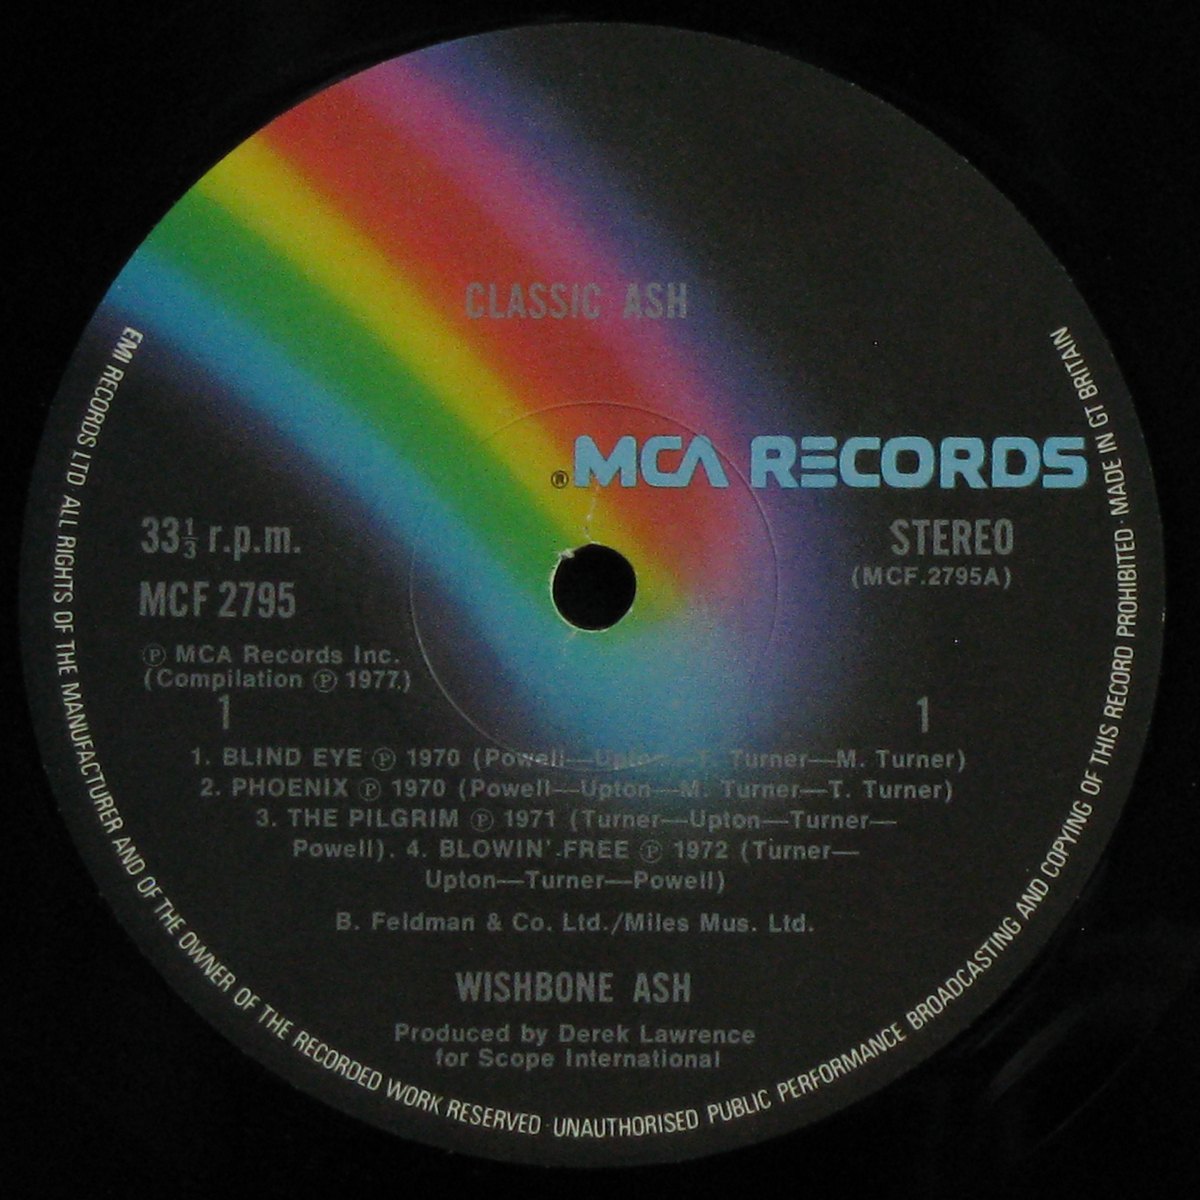 CLASSIC ASH
® MCA RECORDS
33⅓ r.p.m.
STEREO
MCF 2795
(MCF.2795A)
℗ MCA Records Inc.
(Compilation ℗ 1977.)
1
1
1. BLIND EYE ℗ 1970 (Powell—Upton—T. Turner—M. Turner)
2. PHOENIX ℗ 1970 (Powell—Upton—M. Turner—T. Turner)
3. THE PILGRIM ℗ 1971 (Turner—Upton—Turner—
Powell). 4. BLOWIN' FREE ℗ 1972 (Turner—
Upton—Turner—Powell)
B. Feldman & Co. Ltd./Miles Mus. Ltd.
WISHBONE ASH
Produced by Derek Lawrence
for Scope International
EMI RECORDS LTD ALL RIGHTS OF THE MANUFACTURER AND OF THE OWNER OF THE RECORDED WORK RESERVED · UNAUTHORISED PUBLIC PERFORMANCE BROADCASTING AND COPYING OF THIS RECORD PROHIBITED · MADE IN GT BRITAIN